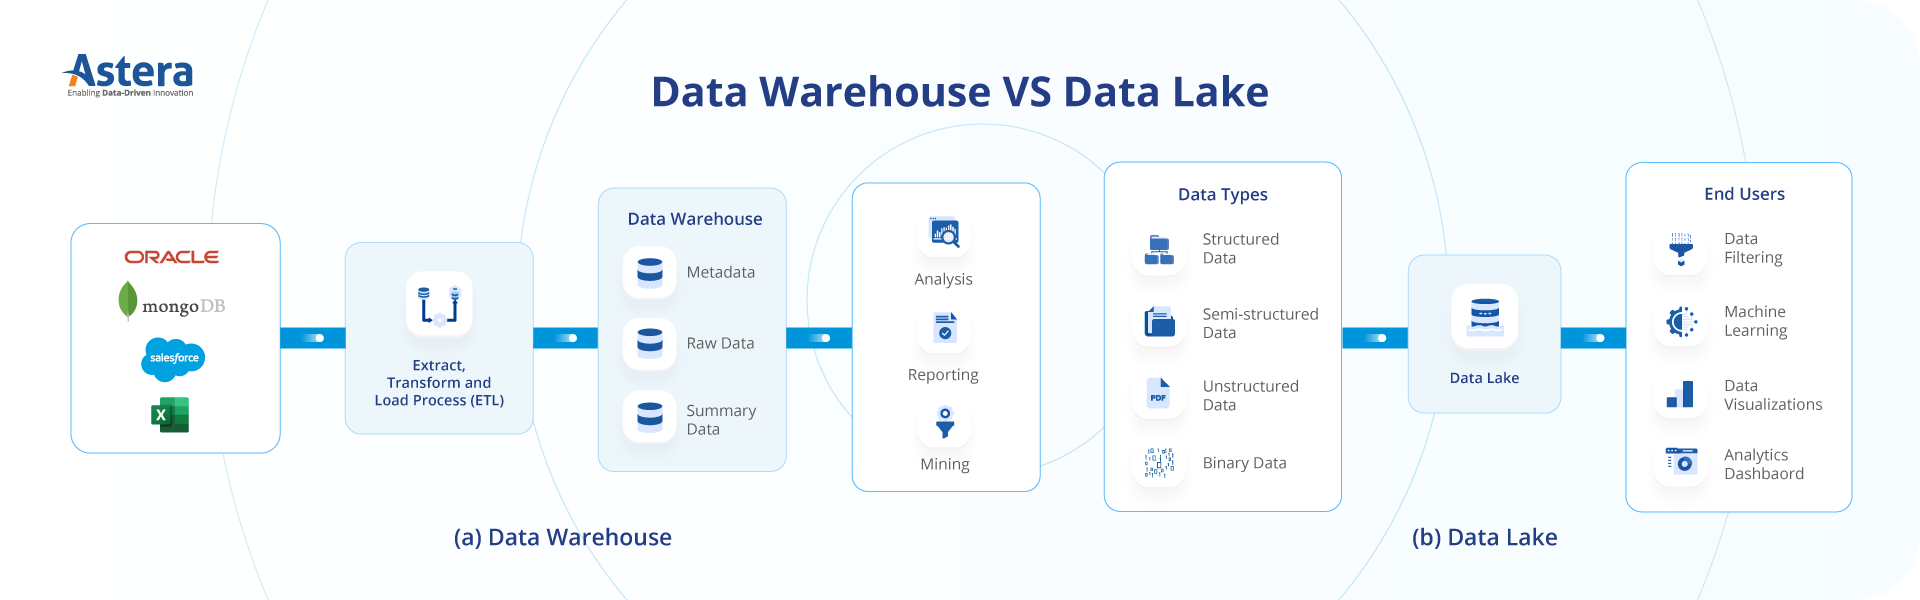 Astera
Enabling Data-Driven Innovation
Data Warehouse VS Data Lake
ORACLE
mongoDB
salesforce
X
Extract,
Transform and
Load Process (ETL)
Data Warehouse
Metadata
Raw Data
Summary
Data
Analysis
Reporting
Mining
(a) Data Warehouse
Data Types
Structured
Data
Semi-structured
Data
PDF
Unstructured
Data
Binary Data
Data Lake
End Users
Data
Filtering
Machine
Learning
Data
Visualizations
Analytics
Dashbaord
(b) Data Lake